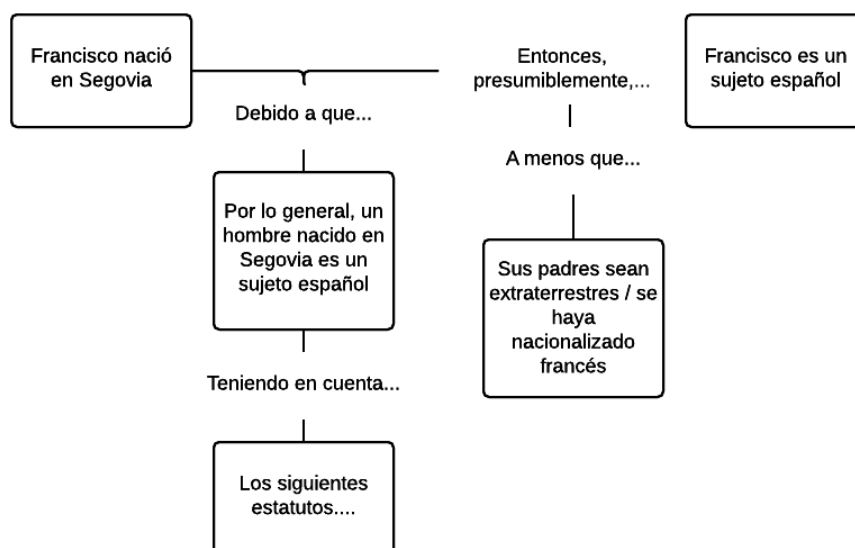 Francisco nació
en Segovia
Entonces,
presumiblemente,...
Francisco es un
sujeto español
Debido a que...
A menos que...
Por lo general, un
hombre nacido en
Segovia es un
sujeto español
Sus padres sean
extraterrestres / se
haya
nacionalizado
francés
Teniendo en cuenta...
Los siguientes
estatutos....